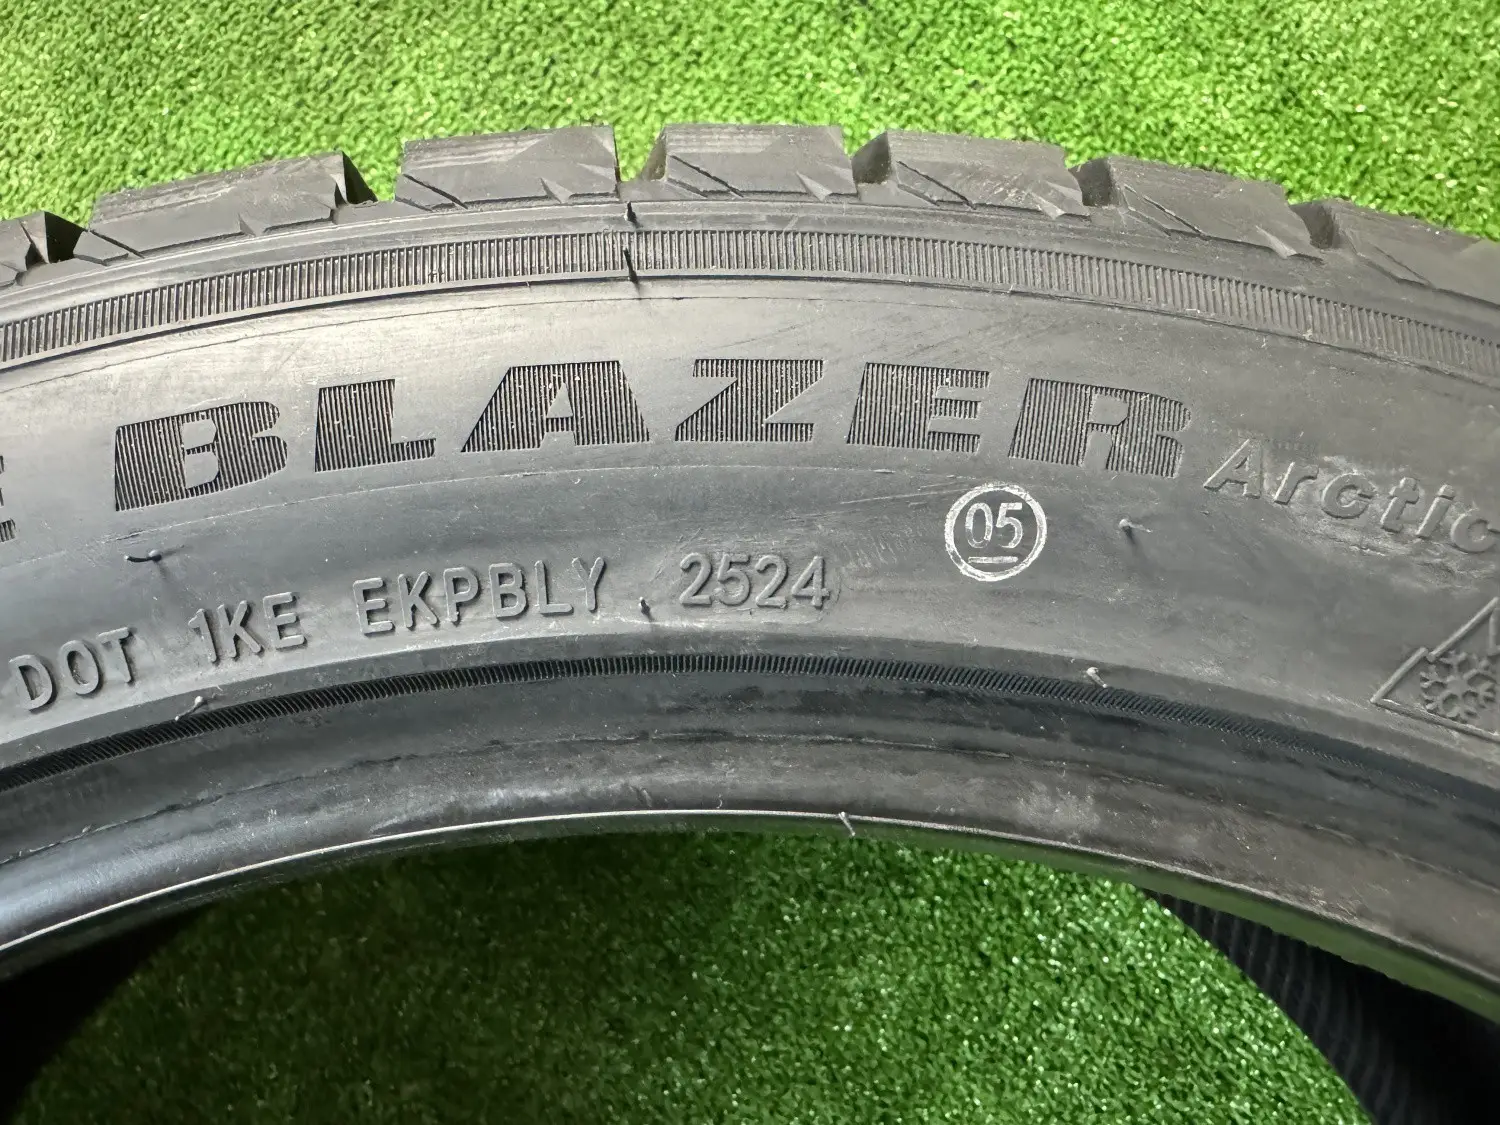 BLAZER Arctic
05
DOT 1KE EKPBLY 2524